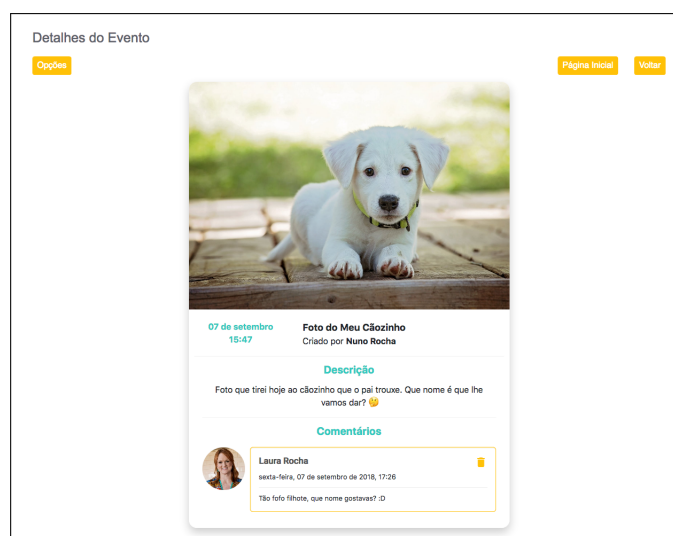 Detalhes do Evento
Opções
Página Inicial
Voltar
07 de setembro
15:47
Foto do Meu Cãozinho
Criado por Nuno Rocha
Descrição
Foto que tirei hoje ao cãozinho que o pai trouxe. Que nome é que lhe
vamos dar? 🤔
Comentários
Laura Rocha
sexta-feira, 07 de setembro de 2018, 17:26
Tão fofo filhote, que nome gostavas? :D